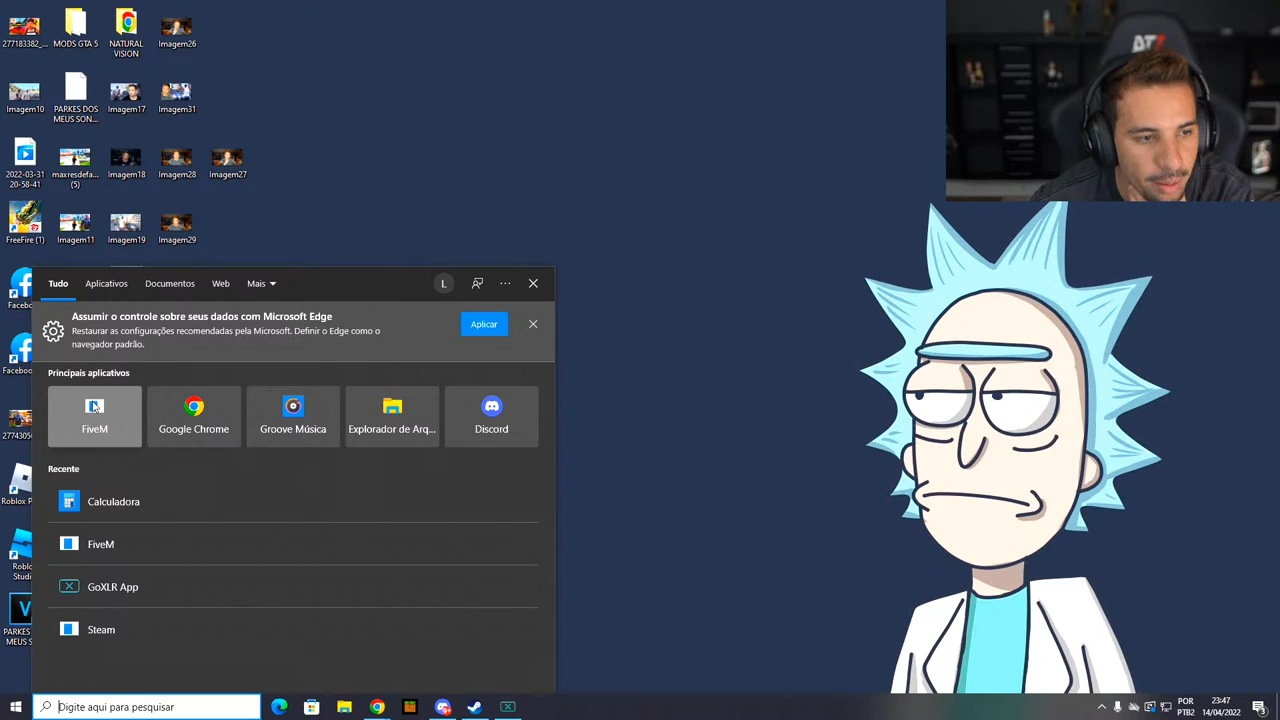 277183382_...
MODS GTA 5
NATURAL
VISION
Imagem26
Imagem10
PARKES DOS
MEUS SON...
Imagem17
Imagem31
2022-03-31
20-58-41
maxresdefa...
(5)
Imagem18
Imagem28
Imagem27
FreeFire (1)
Imagem11
Imagem19
Imagem29
Tudo
Aplicativos
Documentos
Web
Mais
L
Assumir o controle sobre seus dados com Microsoft Edge
Restaurar as configurações recomendadas pela Microsoft. Definir o Edge como o
navegador padrão.
Aplicar
Principais aplicativos
FiveM
Google Chrome
Groove Música
Explorador de Arq...
Discord
Recente
Calculadora
FiveM
GoXLR App
Steam
Digite aqui para pesquisar
POR
PTB2
23:47
14/04/2022
3